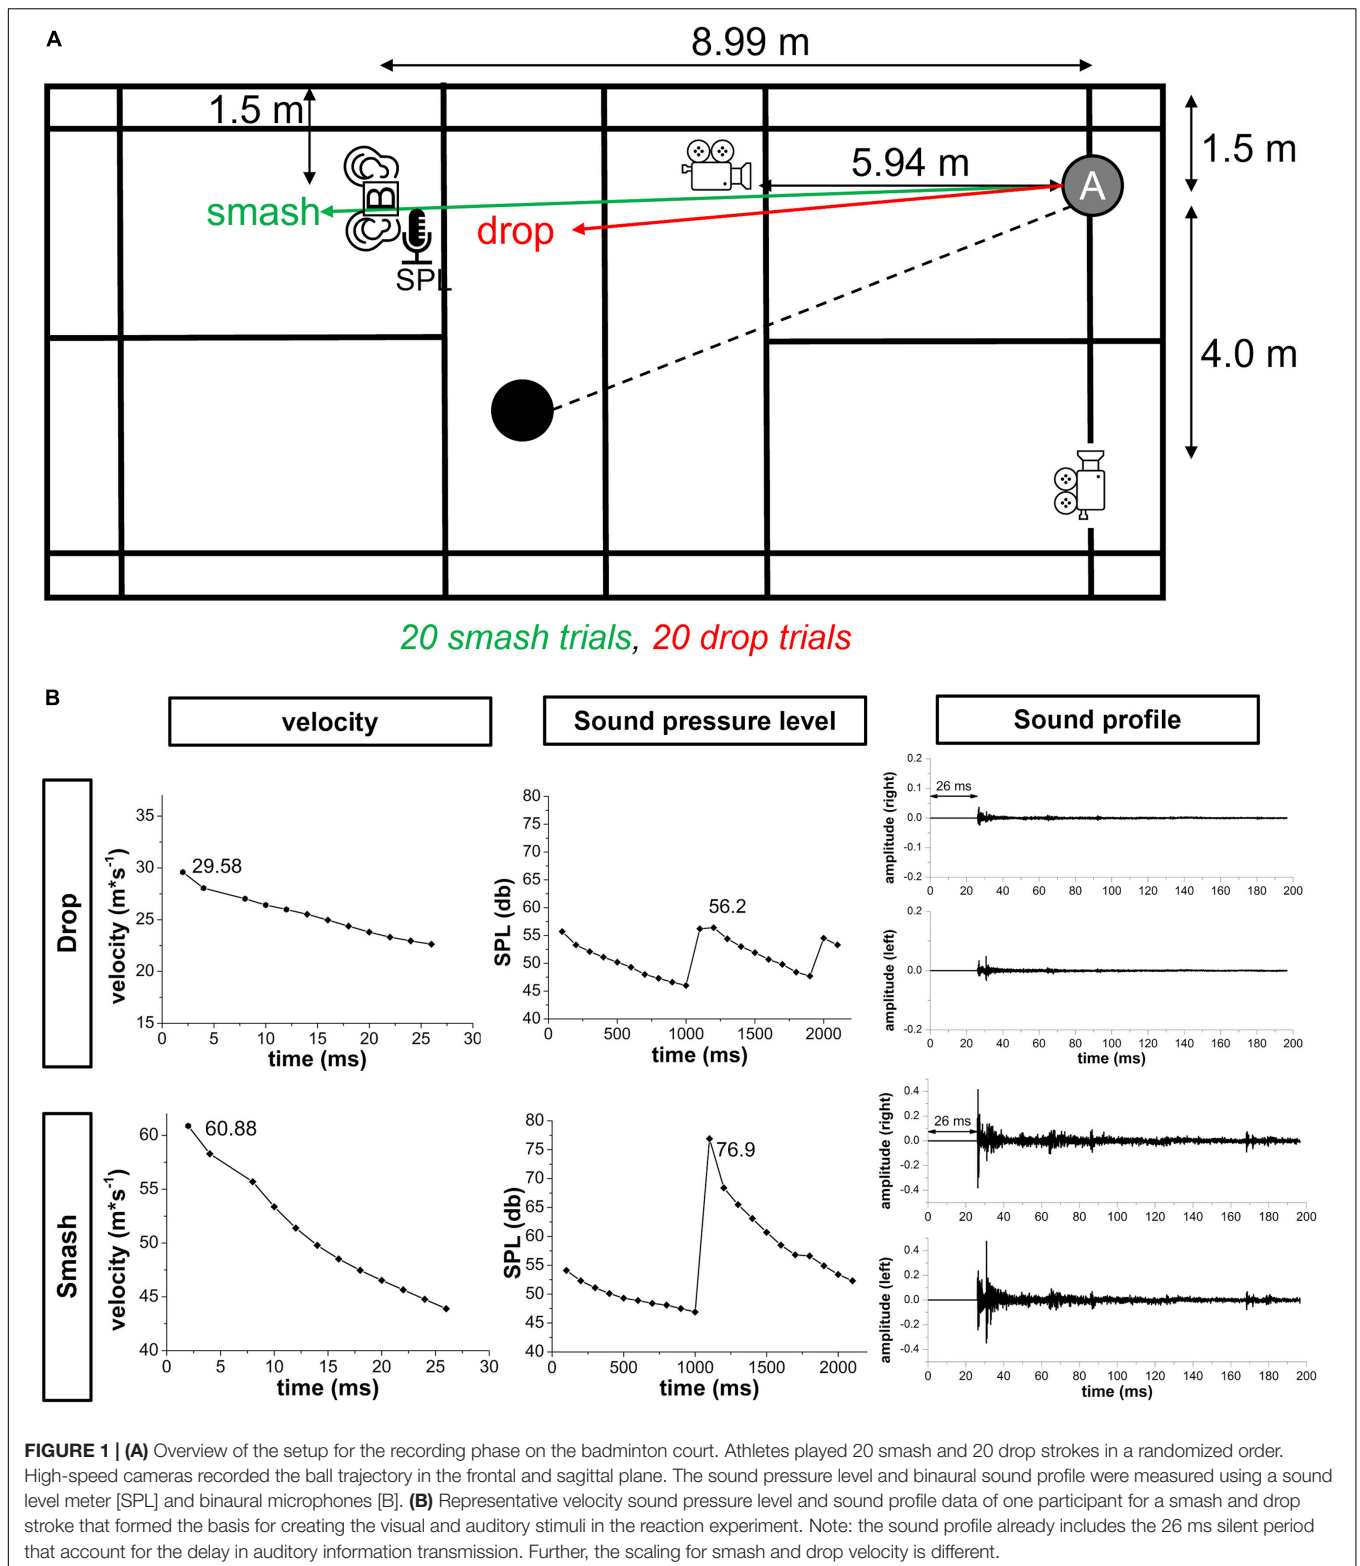 A
8.99 m
1.5 m
1.5 m
5.94 m
A
B
smash
drop
SPL
4.0 m
20 smash trials, 20 drop trials
B
velocity
Sound pressure level
Sound profile
Drop
velocity (m*s-1)
35
30
25
20
15
29.58
0 5 10 15 20 25 30
time (ms)
SPL (db)
80
75
70
65
60
55
50
45
40
56.2
0 500 1000 1500 2000
time (ms)
amplitude (right)
0.2
0.1
0.0
-0.1
-0.2
26 ms
0 20 40 60 80 100 120 140 160 180 200
amplitude (left)
0.2
0.0
-0.2
0 20 40 60 80 100 120 140 160 180 200
time (ms)
Smash
velocity (m*s-1)
60
55
50
45
40
60.88
0 5 10 15 20 25 30
time (ms)
SPL (db)
80
75
70
65
60
55
50
45
40
76.9
0 500 1000 1500 2000
time (ms)
amplitude (right)
0.4
0.2
0.0
-0.2
-0.4
26 ms
0 20 40 60 80 100 120 140 160 180 200
amplitude (left)
0.4
0.2
0.0
-0.2
-0.4
0 20 40 60 80 100 120 140 160 180 200
time (ms)
FIGURE 1 | (A) Overview of the setup for the recording phase on the badminton court. Athletes played 20 smash and 20 drop strokes in a randomized order.
High-speed cameras recorded the ball trajectory in the frontal and sagittal plane. The sound pressure level and binaural sound profile were measured using a sound
level meter [SPL] and binaural microphones [B]. (B) Representative velocity sound pressure level and sound profile data of one participant for a smash and drop
stroke that formed the basis for creating the visual and auditory stimuli in the reaction experiment. Note: the sound profile already includes the 26 ms silent period
that account for the delay in auditory information transmission. Further, the scaling for smash and drop velocity is different.